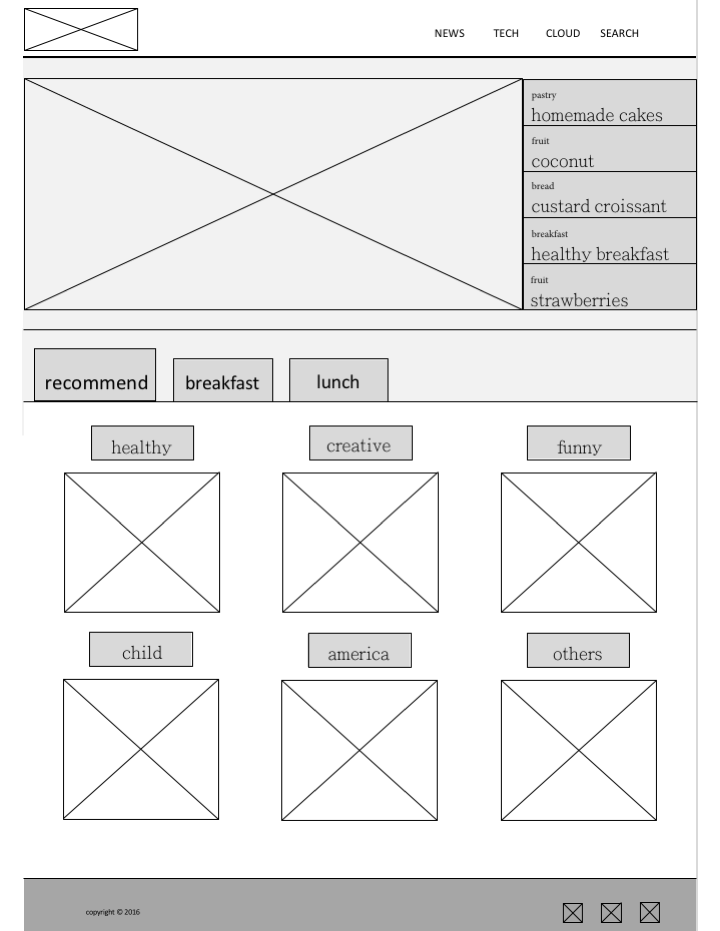 NEWS TECH CLOUD SEARCH
pastry
homemade cakes
fruit
coconut
bread
custard croissant
breakfast
healthy breakfast
fruit
strawberries
recommend breakfast lunch
healthy creative funny
child america others
copyright © 2016